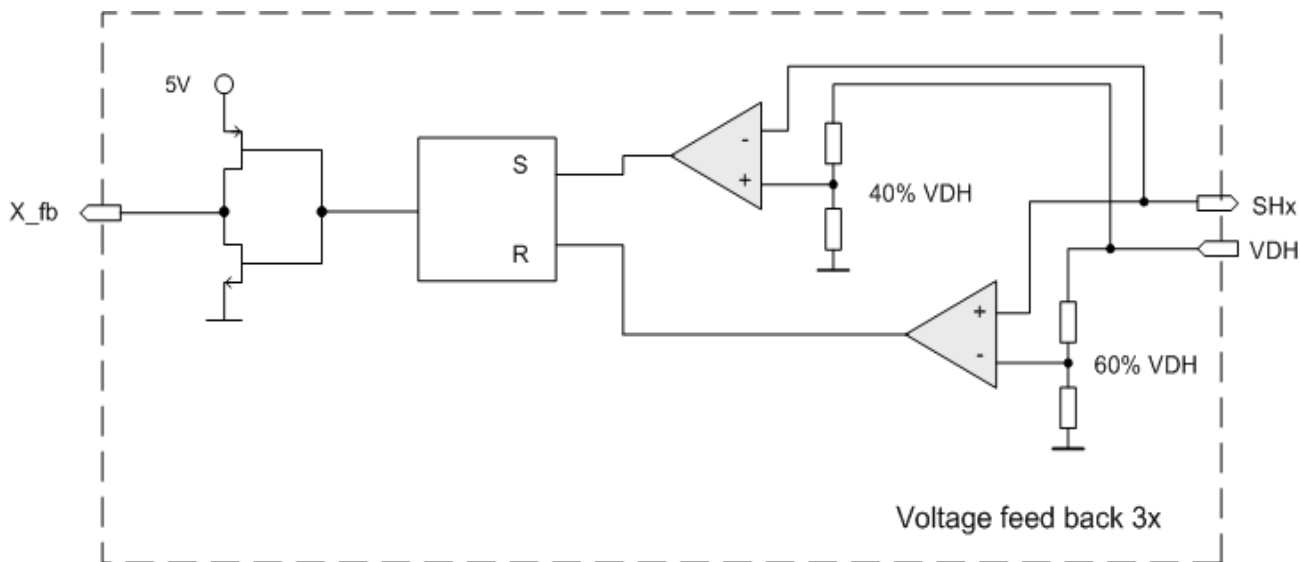 5V
S
R
-
+
40% VDH
X_fb
SHx
VDH
+
-
60% VDH
Voltage feed back 3x